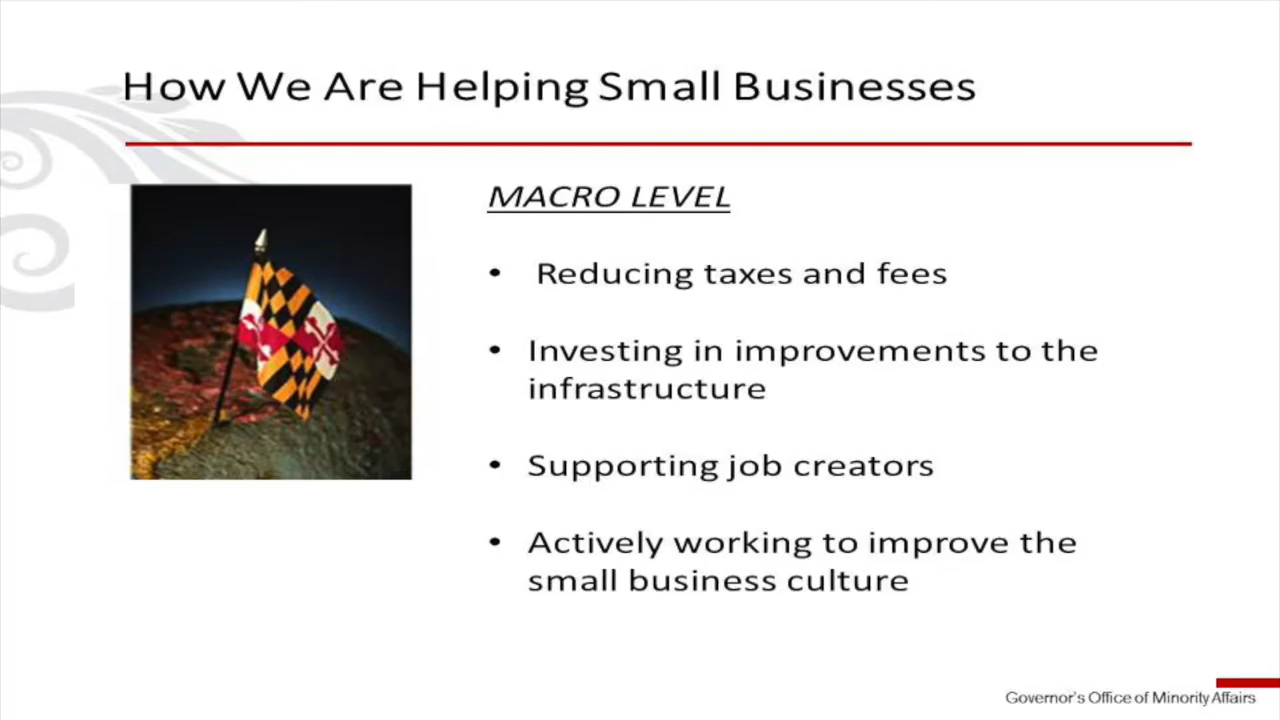 How We Are Helping Small Businesses
MACRO LEVEL
• Reducing taxes and fees
• Investing in improvements to the
infrastructure
• Supporting job creators
• Actively working to improve the
small business culture
Governor's Office of Minority Affairs